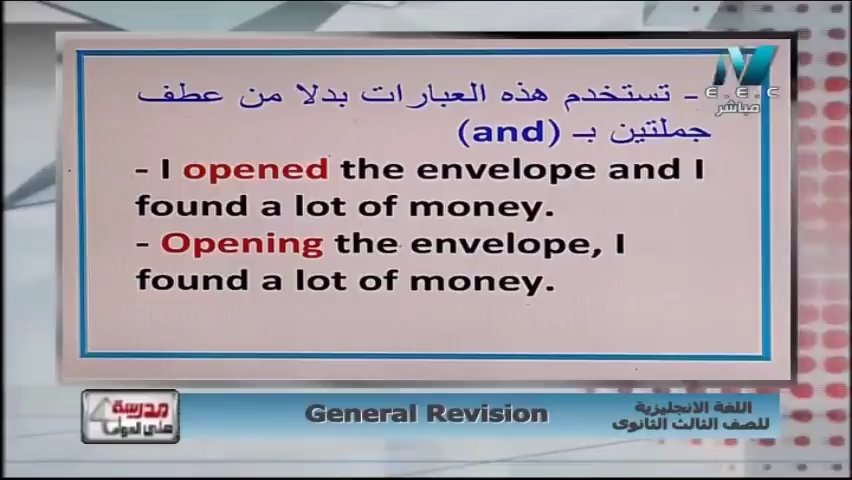 E. E. C
مباشر
- تستخدم هذه العبارات بدلا من عطف
جملتين بـ (and)
- I opened the envelope and I
found a lot of money.
- Opening the envelope, I
found a lot of money.
مدرسة
على الهواء
General Revision
اللغة الانجليزية
للصف الثالث الثانوى